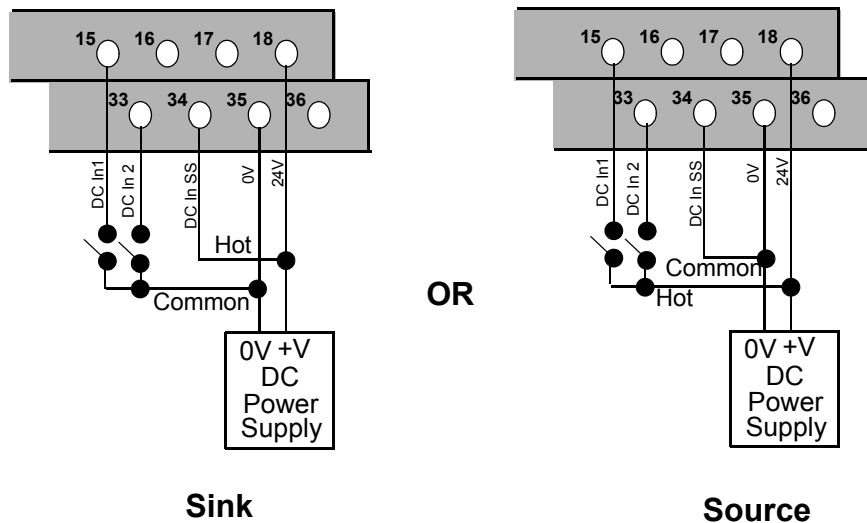 15 16 17 18
33 34 35 36
DC In1
DC In 2
DC In SS
0V
24V
Hot
Common
0V +V
DC
Power
Supply
Sink
OR
15 16 17 18
33 34 35 36
DC In1
DC In 2
DC In SS
0V
24V
Common
Hot
0V +V
DC
Power
Supply
Source